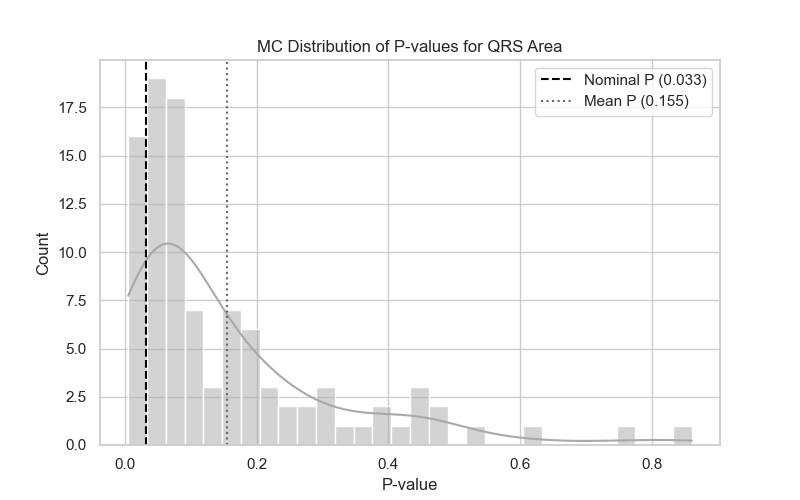 MC Distribution of P-values for QRS Area
Nominal P (0.033)
Mean P (0.155)
17.5
15.0
12.5
10.0
7.5
5.0
2.5
0.0
Count
0.0 0.2 0.4 0.6 0.8
P-value